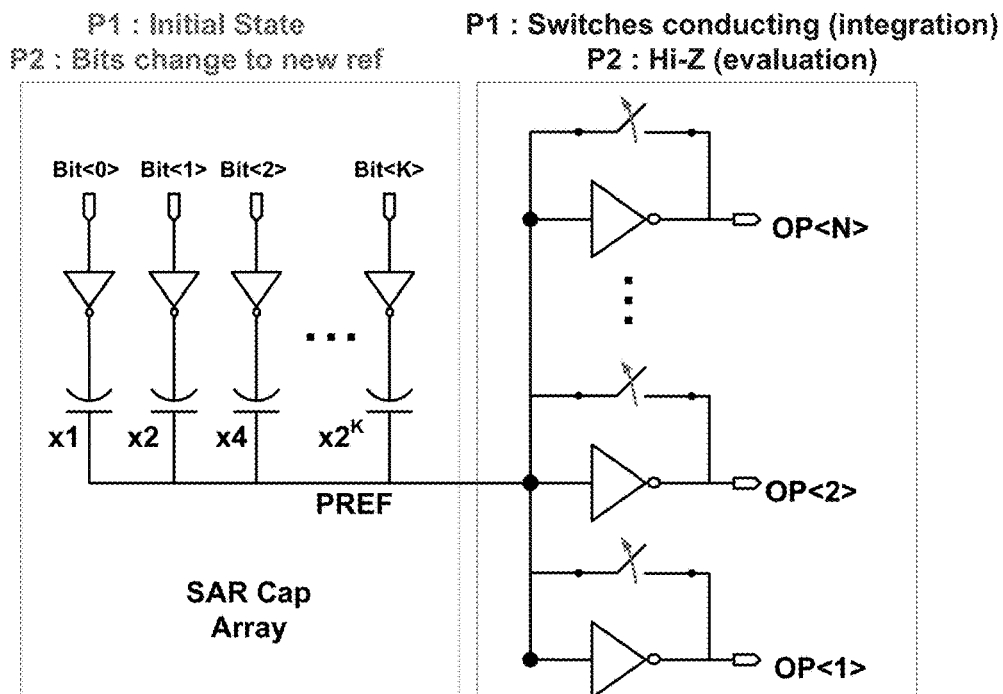 P1 : Initial State
P2 : Bits change to new ref
P1 : Switches conducting (integration)
P2 : Hi-Z (evaluation)
Bit<0> Bit<1> Bit<2> Bit<K>
OP<N>
x1 x2 x4 x2^K
PREF
OP<2>
SAR Cap
Array
OP<1>